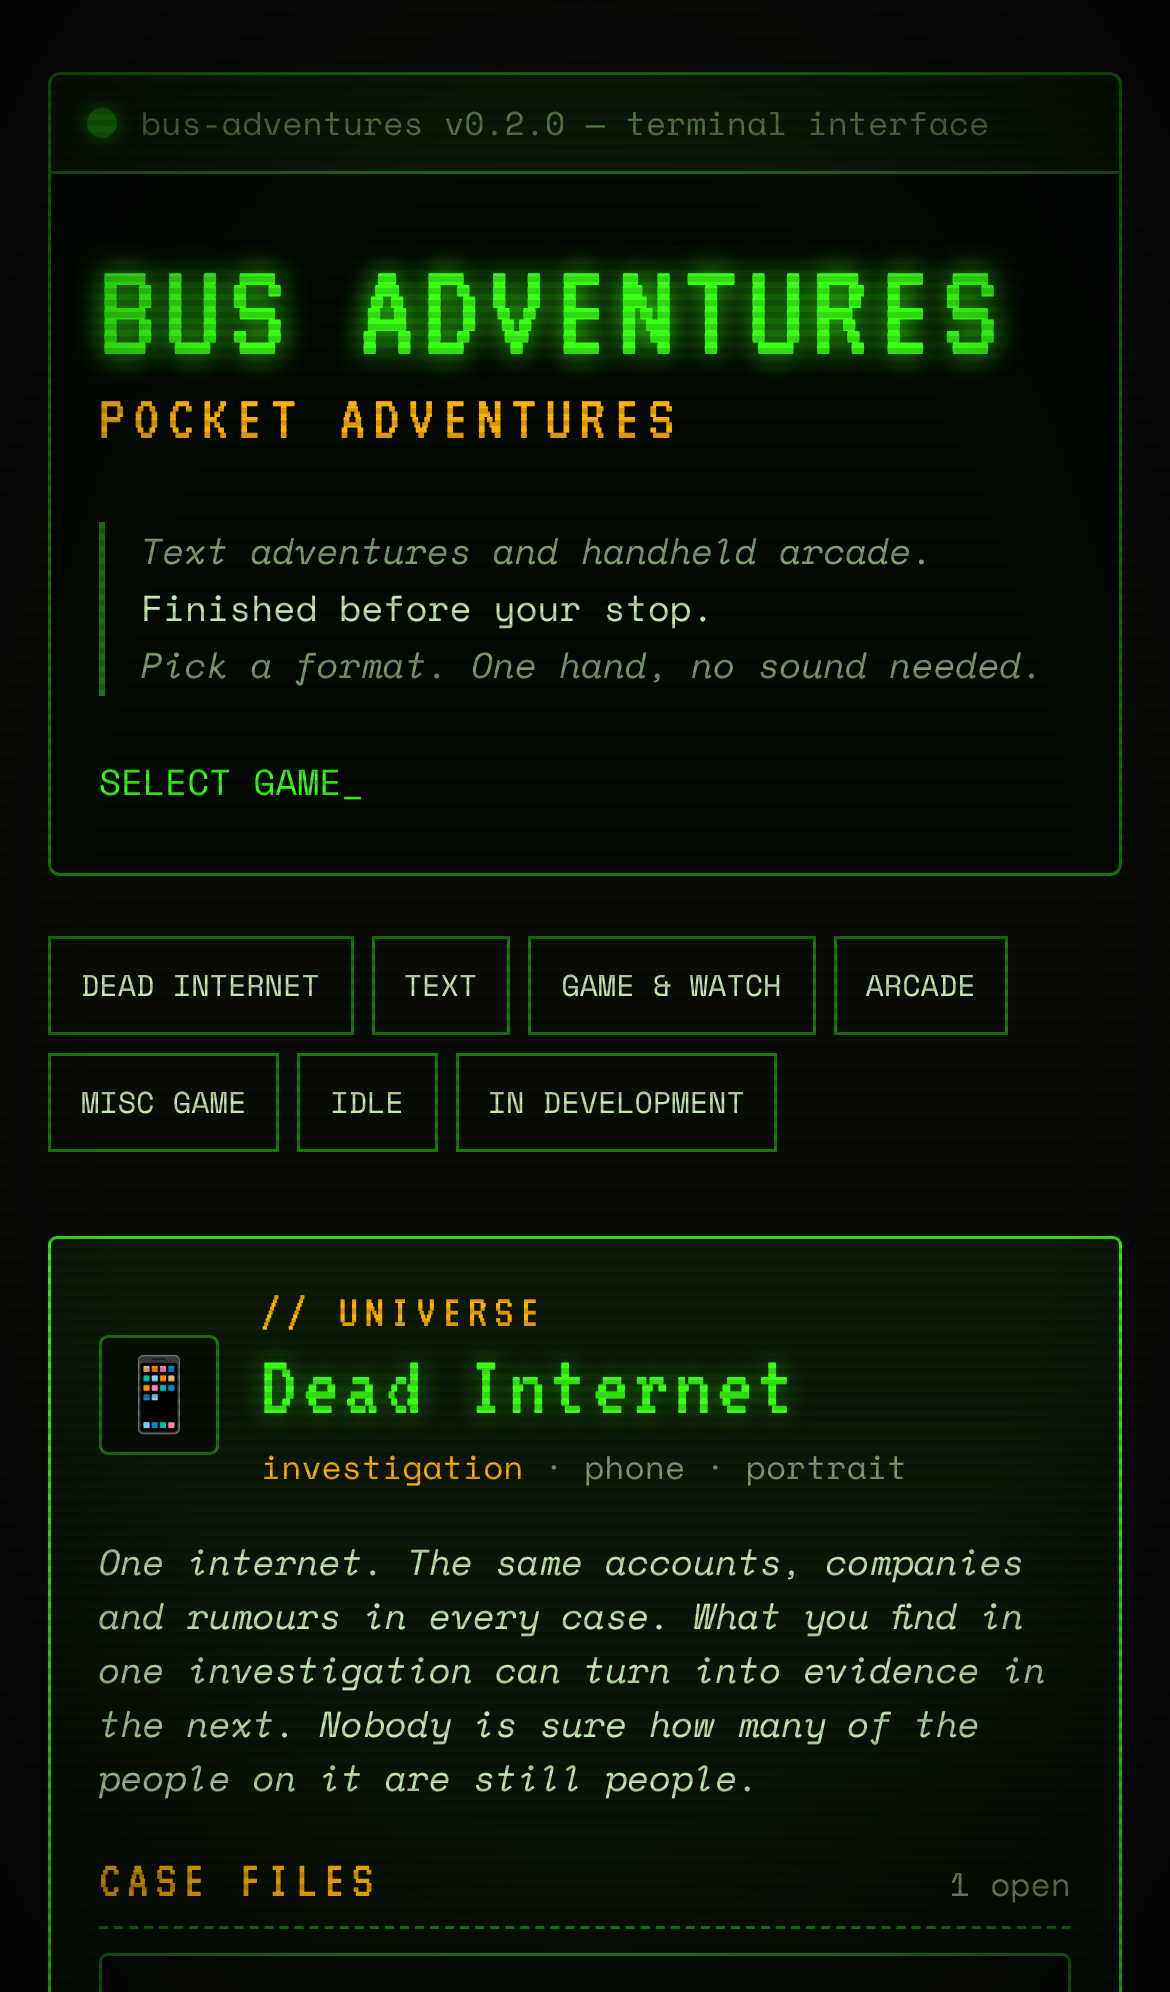 bus-adventures v0.2.0 — terminal interface
BUS ADVENTURES
POCKET ADVENTURES
Text adventures and handheld arcade.
Finished before your stop.
Pick a format. One hand, no sound needed.
SELECT GAME_
DEAD INTERNET
TEXT
GAME & WATCH
ARCADE
MISC GAME
IDLE
IN DEVELOPMENT
// UNIVERSE
Dead Internet
investigation · phone · portrait
One internet. The same accounts, companies
and rumours in every case. What you find in
one investigation can turn into evidence in
the next. Nobody is sure how many of the
people on it are still people.
CASE FILES
1 open